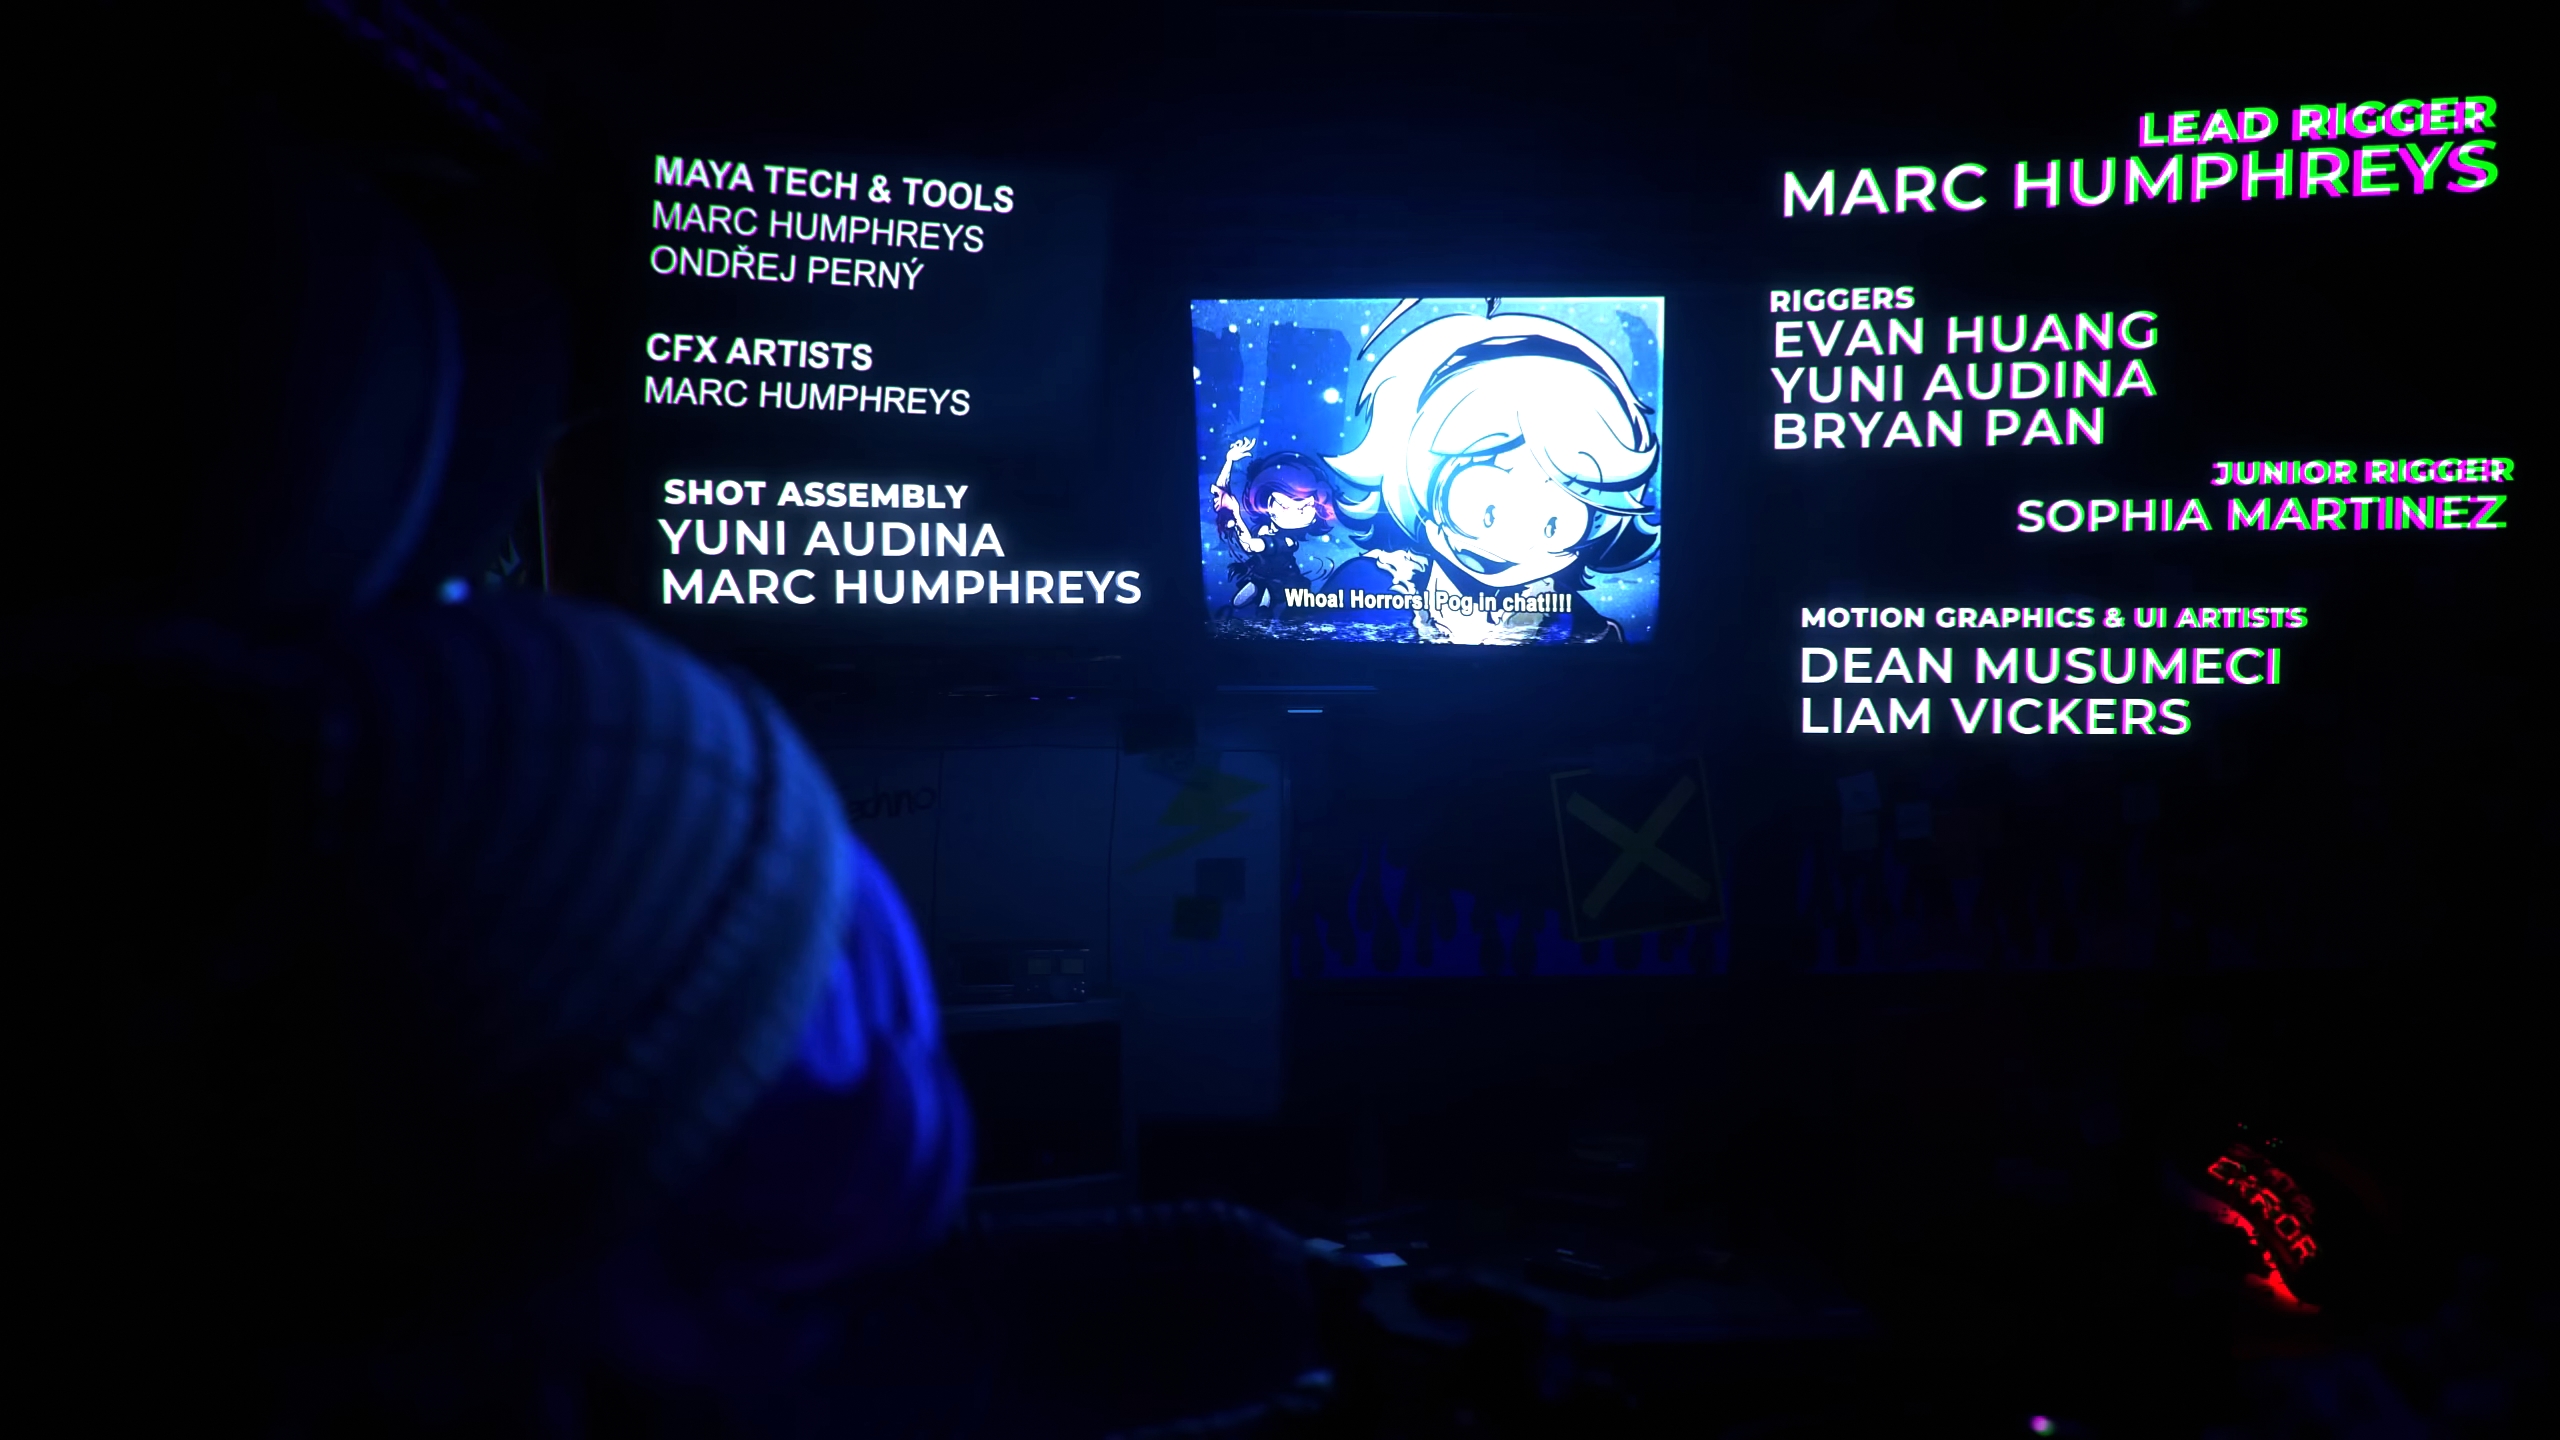 MAYA TECH & TOOLS
MARC HUMPHREYS
ONDŘEJ PERNÝ
CFX ARTISTS
MARC HUMPHREYS
SHOT ASSEMBLY
YUNI AUDINA
MARC HUMPHREYS
Whoa! Horrors! Pog in chat!!!!
LEAD RIGGER
MARC HUMPHREYS
RIGGERS
EVAN HUANG
YUNI AUDINA
BRYAN PAN
JUNIOR RIGGER
SOPHIA MARTINEZ
MOTION GRAPHICS & UI ARTISTS
DEAN MUSUMECI
LIAM VICKERS
ERROR